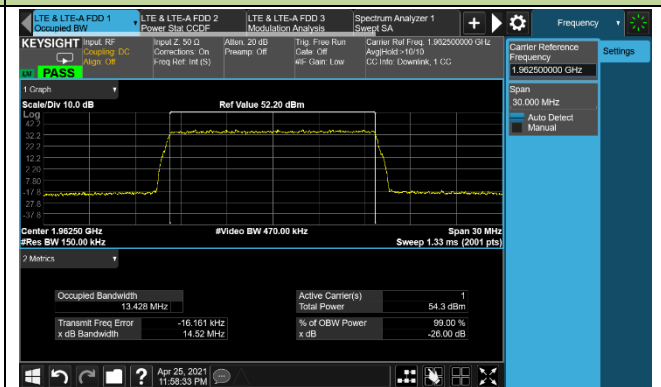 LTE & LTE-A FDD 1
Occupied BW
LTE & LTE-A FDD 2
Power Stat CCDF
LTE & LTE-A FDD 3
Modulation Analysis
Spectrum Analyzer 1
Swept SA
Frequency
KEYSIGHT
Input: RF
Coupling: DC
Align: Off
Input Z: 50 Ω
Corrections: On
Freq Ref: Int (S)
Atten: 20 dB
Preamp: Off
Trig: Free Run
Gate: Off
#IF Gain: Low
Carrier Ref Freq: 1.962500000 GHz
Avg|Hold:>10/10
CC Info: Downlink, 1 CC
PASS
Carrier Reference
Frequency
1.962500000 GHz
Settings
Span
30.000 MHz
Auto Detect
Manual
1 Graph
Scale/Div 10.0 dB
Ref Value 52.20 dBm
Log
42.2
32.2
22.2
12.2
2.20
-7.80
-17.8
-27.8
-37.8
Center 1.96250 GHz
#Video BW 470.00 kHz
Span 30 MHz
#Res BW 150.00 kHz
Sweep 1.33 ms (2001 pts)
2 Metrics
Occupied Bandwidth
13.428 MHz
Active Carrier(s) 1
Total Power 54.3 dBm
Transmit Freq Error -16.161 kHz
x dB Bandwidth 14.52 MHz
% of OBW Power 99.00 %
x dB -26.00 dB
Apr 25, 2021
11:58:33 PM